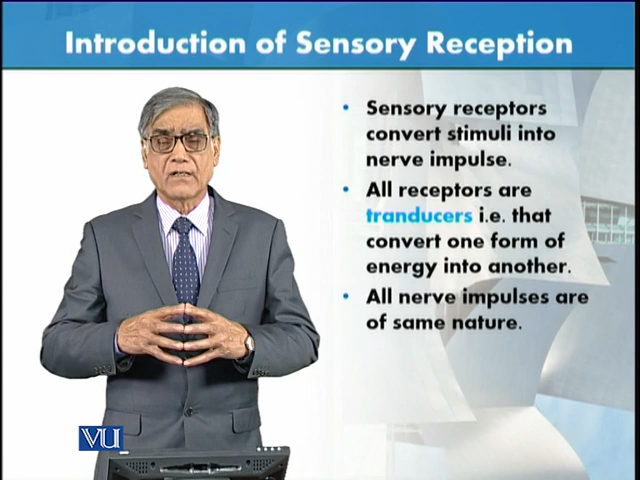 Introduction of Sensory Reception
• Sensory receptors
convert stimuli into
nerve impulse.
• All receptors are
tranducers i.e. that
convert one form of
energy into another.
• All nerve impulses are
of same nature.
VU